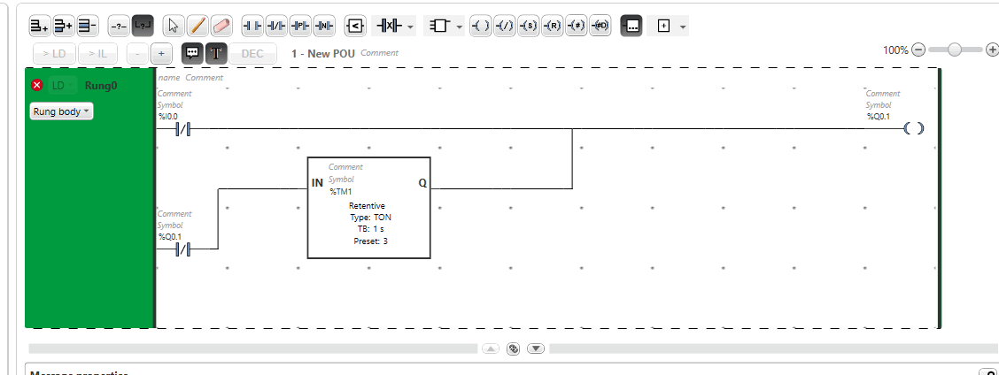 > LD > IL - + T DEC 1 - New POU Comment 100%
LD Rung0
Rung body
name Comment
Comment
Symbol
%I0.0
Comment
Symbol
%Q0.1
Comment
IN Symbol Q
%TM1
Retentive
Type: TON
TB: 1 s
Preset: 3
Comment
Symbol
%Q0.1